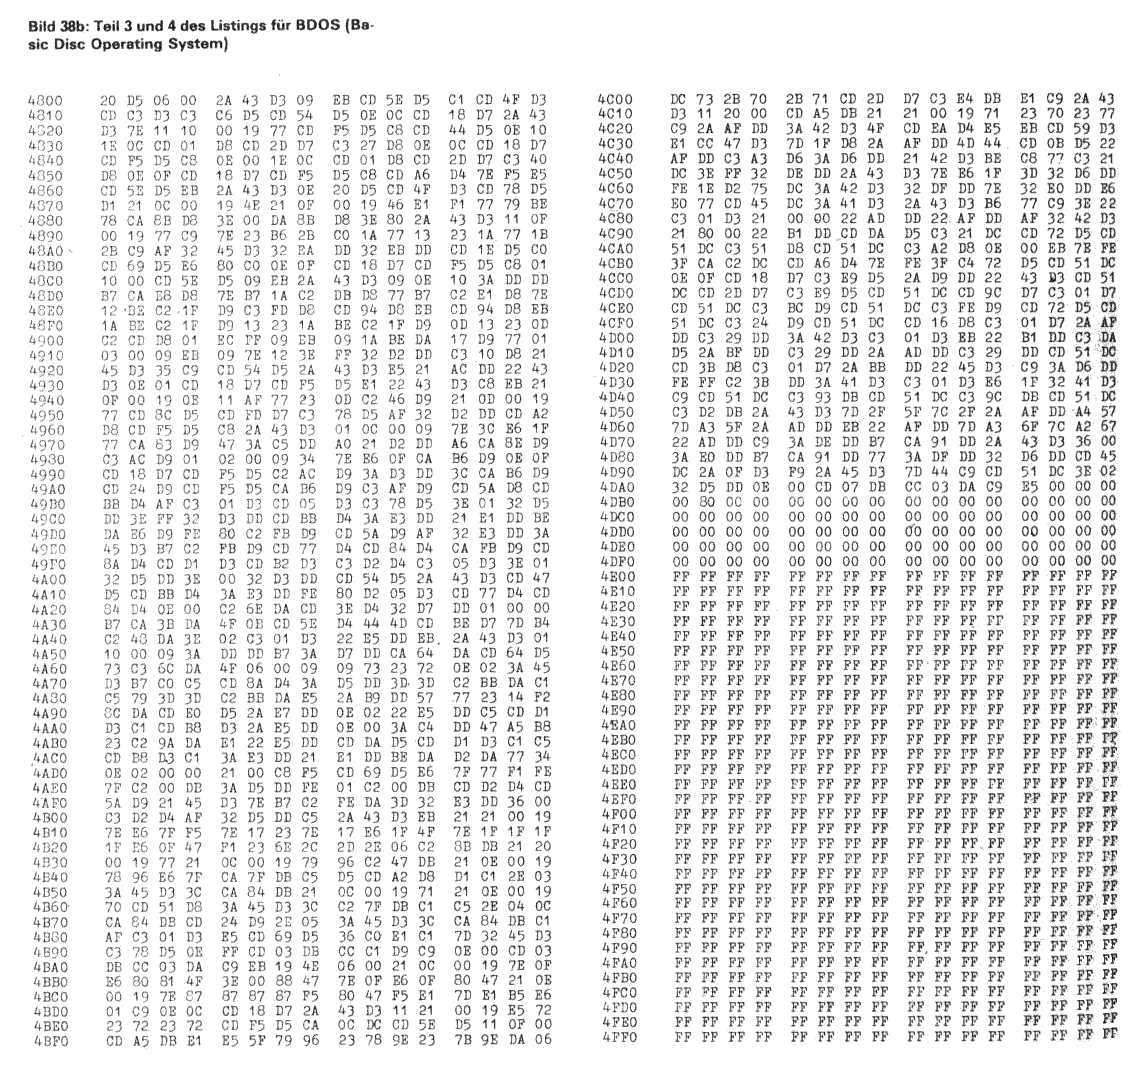 Bild 38b: Teil 3 und 4 des Listings für BDOS (Ba-
sic Disc Operating System)
4800 20 D5 06 00 2A 43 D3 09 EB CD 5E D5 C1 CD 4F D3
4810 CD C3 D3 C3 C6 D5 CD 54 D5 0E 0C CD 18 D7 2A 43
4820 D3 7E 11 10 00 19 77 CD F5 D5 C8 CD 44 D5 0E 10
4830 1E 0C CD 01 D8 CD 2D D7 C3 27 D8 0E 0C CD 18 D7
4840 CD F5 D5 C8 0E 00 1E 0C CD 01 D8 CD 2D D7 C3 40
4850 D8 0E 0F CD 18 D7 CD F5 D5 C8 CD A6 D4 7E F5 E5
4860 CD 5E D5 EB 2A 43 D3 0E 20 D5 CD 4F D3 CD 78 D5
4870 D1 21 0C 00 19 4E 21 0F 00 19 46 E1 F1 77 79 BE
4880 78 CA 8B D8 3E 00 DA 8B D8 3E 80 2A 43 D3 11 0F
4890 00 19 77 C9 7E 23 B6 2B C0 1A 77 13 23 1A 77 1B
48A0 2B C9 AF 32 45 D3 32 EA DD 32 EB DD CD 1E D5 C0
48B0 CD 69 D5 E6 80 C0 0E 0F CD 18 D7 CD F5 D5 C8 01
48C0 10 00 CD 5E D5 09 EB 2A 43 D3 09 0E 10 3A DD DD
48D0 B7 CA E8 D8 7E B7 1A C2 DB D8 77 B7 C2 E1 D8 7E
48E0 12 BE C2 1F D9 C3 FD D8 CD 94 D8 EB CD 94 D8 EB
48F0 1A BE C2 1F D9 13 23 1A BE C2 1F D9 0D 13 23 0D
4900 C2 CD D8 01 EC FF 09 EB 09 1A BE DA 17 D9 77 01
4910 03 00 09 EB 09 7E 12 3E FF 32 D2 DD C3 10 D8 21
4920 45 D3 35 C9 CD 54 D5 2A 43 D3 E5 21 AC DD 22 43
4930 D3 0E 01 CD 18 D7 CD F5 D5 E1 22 43 D3 C8 EB 21
4940 0F 00 19 0E 11 AF 77 23 0D C2 46 D9 21 0D 00 19
4950 77 CD 8C D5 CD FD D7 C3 78 D5 AF 32 D2 DD CD A2
4960 D8 CD F5 D5 C8 2A 43 D3 01 0C 00 09 7E 3C E6 1F
4970 77 CA 83 D9 47 3A C5 DD A0 21 D2 DD A6 CA 8E D9
4980 C3 AC D9 01 02 00 09 34 7E E6 0F CA B6 D9 0E 0F
4990 CD 18 D7 CD F5 D5 C2 AC D9 3A D3 DD 3C CA B6 D9
49A0 CD 24 D9 CD F5 D5 CA B6 D9 C3 AF D9 CD 5A D8 CD
49B0 BB D4 AF C3 01 D3 CD 05 D3 C3 78 D5 3E 01 32 D5
49C0 DD 3E FF 32 D3 DD CD BB D4 3A E3 DD 21 E1 DD BE
49D0 DA E6 D9 FE 80 C2 FB D9 CD 5A D9 AF 32 E3 DD 3A
49E0 45 D3 B7 C2 FB D9 CD 77 D4 CD 84 D4 CA FB D9 CD
49F0 8A D4 CD D1 D3 CD B2 D3 C3 D2 D4 C3 05 D3 3E 01
4A00 32 D5 DD 3E 00 32 D3 DD CD 54 D5 2A 43 D3 CD 47
4A10 D5 CD BB D4 3A E3 DD FE 80 D2 05 D3 CD 77 D4 CD
4A20 84 D4 0E 00 C2 6E DA CD 3E D4 32 D7 DD 01 00 00
4A30 B7 CA 3B DA 4F 0B CD 5E D4 44 4D CD BE D7 7D B4
4A40 C2 48 DA 3E 02 C3 01 D3 22 E5 DD EB 2A 43 D3 01
4A50 10 00 09 3A DD DD B7 3A D7 DD CA 64 DA CD 64 D5
4A60 73 C3 6C DA 4F 06 00 09 09 73 23 72 0E 02 3A 45
4A70 D3 B7 C0 C5 CD 8A D4 3A D5 DD 3D 3D C2 BB DA C1
4A80 C5 79 3D 3D C2 BB DA E5 2A B9 DD 57 77 23 14 F2
4A90 8C DA CD E0 D5 2A E7 DD 0E 02 22 E5 DD C5 CD D1
4AA0 D3 C1 CD B8 D3 2A E5 DD 0E 00 3A C4 DD 47 A5 B8
4AB0 23 C2 9A DA E1 22 E5 DD CD DA D5 CD D1 D3 C1 C5
4AC0 CD B8 D3 C1 3A E3 DD 21 E1 DD BE DA D2 DA 77 34
4AD0 0E 02 00 00 21 00 C8 F5 CD 69 D5 E6 7F 77 F1 FE
4AE0 7F C2 00 DB 3A D5 DD FE 01 C2 00 DB CD D2 D4 CD
4AF0 5A D9 21 45 D3 7E B7 C2 FE DA 3D 32 E3 DD 36 00
4B00 C3 D2 D4 AF 32 D5 DD C5 2A 43 D3 EB 21 21 00 19
4B10 7E E6 7F F5 7E 17 23 7E 17 E6 1F 4F 7E 1F 1F 1F
4B20 1F E6 0F 47 F1 23 6E 2C 2D 2E 06 C2 8B DB 21 20
4B30 00 19 77 21 0C 00 19 79 96 C2 47 DB 21 0E 00 19
4B40 78 96 E6 7F CA 7F DB C5 D5 CD A2 D8 D1 C1 2E 03
4B50 3A 45 D3 3C CA 84 DB 21 0C 00 19 71 21 0E 00 19
4B60 70 CD 51 D8 3A 45 D3 3C C2 7F DB C1 C5 2E 04 0C
4B70 CA 84 DB CD 24 D9 2E 05 3A 45 D3 3C CA 84 DB C1
4B80 AF C3 01 D3 E5 CD 69 D5 36 C0 E1 C1 7D 32 45 D3
4B90 C3 78 D5 0E FF CD 03 DB CC C1 D9 C9 0E 00 CD 03
4BA0 DB CC 03 DA C9 EB 19 4E 06 00 21 0C 00 19 7E 0F
4BB0 E6 80 81 4F 3E 00 88 47 7E 0F E6 0F 80 47 21 0E
4BC0 00 19 7E 87 87 87 87 F5 80 47 F5 E1 7D E1 B5 E6
4BD0 01 C9 0E 0C CD 18 D7 2A 43 D3 11 21 00 19 E5 72
4BE0 23 72 23 72 CD F5 D5 CA 0C DC CD 5E D5 11 0F 00
4BF0 CD A5 DB E1 E5 5F 79 96 23 78 9E 23 7B 9E DA 06
4C00 DC 73 2B 70 2B 71 CD 2D D7 C3 E4 DB E1 C9 2A 43
4C10 D3 11 20 00 CD A5 DB 21 21 00 19 71 23 70 23 77
4C20 C9 2A AF DD 3A 42 D3 4F CD EA D4 E5 EB CD 59 D3
4C30 E1 CC 47 D3 7D 1F D8 2A AF DD 4D 44 CD 0B D5 22
4C40 AF DD C3 A3 D6 3A D6 DD 21 42 D3 BE C8 77 C3 21
4C50 DC 3E FF 32 DE DD 2A 43 D3 7E E6 1F 3D 32 D6 DD
4C60 FE 1E D2 75 DC 3A 42 D3 32 DF DD 7E 32 E0 DD E6
4C70 E0 77 CD 45 DC 3A 41 D3 2A 43 D3 B6 77 C9 3E 22
4C80 C3 01 D3 21 00 00 22 AD DD 22 AF DD AF 32 42 D3
4C90 21 80 00 22 B1 DD CD DA D5 C3 21 DC CD 72 D5 CD
4CA0 51 DC C3 51 D8 CD 51 DC C3 A2 D8 0E 00 EB 7E FE
4CB0 3F CA C2 DC CD A6 D4 7E FE 3F C4 72 D5 CD 51 DC
4CC0 0E 0F CD 18 D7 C3 E9 D5 2A D9 DD 22 43 D3 CD 51
4CD0 DC CD 2D D7 C3 E9 D5 CD 51 DC CD 9C D7 C3 01 D7
4CE0 CD 51 DC C3 BC D9 CD 51 DC C3 FE D9 CD 72 D5 CD
4CF0 51 DC C3 24 D9 CD 51 DC CD 16 D8 C3 01 D7 2A AF
4D00 DD C3 29 DD 3A 42 D3 C3 01 D3 EB 22 B1 DD C3 DA
4D10 D5 2A BF DD C3 29 DD 2A AD DD C3 29 DD CD 51 DC
4D20 CD 3B D8 C3 01 D7 2A BB DD 22 45 D3 C9 3A D6 DD
4D30 FE FF C2 3B DD 3A 41 D3 C3 01 D3 E6 1F 32 41 D3
4D40 C9 CD 51 DC C3 93 DB CD 51 DC C3 9C DB CD 51 DC
4D50 C3 D2 DB 2A 43 D3 7D 2F 5F 7C 2F 2A AF DD A4 57
4D60 7D A3 5F 2A AD DD EB 22 AF DD 7D A3 6F 7C A2 67
4D70 22 AD DD C9 3A DE DD B7 CA 91 DD 2A 43 D3 36 00
4D80 3A E0 DD B7 CA 91 DD 77 3A DF DD 32 D6 DD CD 45
4D90 DC 2A 0F D3 F9 2A 45 D3 7D 44 C9 CD 51 DC 3E 02
4DA0 32 D5 DD 0E 00 CD 07 DB CC 03 DA C9 E5 00 00 00
4DB0 00 80 00 00 00 00 00 00 00 00 00 00 00 00 00 00
4DC0 00 00 00 00 00 00 00 00 00 00 00 00 00 00 00 00
4DD0 00 00 00 00 00 00 00 00 00 00 00 00 00 00 00 00
4DE0 00 00 00 00 00 00 00 00 00 00 00 00 00 00 00 00
4DF0 00 00 00 00 00 00 00 00 00 00 00 00 00 00 00 00
4E00 FF FF FF FF FF FF FF FF FF FF FF FF FF FF FF FF
4E10 FF FF FF FF FF FF FF FF FF FF FF FF FF FF FF FF
4E20 FF FF FF FF FF FF FF FF FF FF FF FF FF FF FF FF
4E30 FF FF FF FF FF FF FF FF FF FF FF FF FF FF FF FF
4E40 FF FF FF FF FF FF FF FF FF FF FF FF FF FF FF FF
4E50 FF FF FF FF FF FF FF FF FF FF FF FF FF FF FF FF
4E60 FF FF FF FF FF FF FF FF FF FF FF FF FF FF FF FF
4E70 FF FF FF FF FF FF FF FF FF FF FF FF FF FF FF FF
4E80 FF FF FF FF FF FF FF FF FF FF FF FF FF FF FF FF
4E90 FF FF FF FF FF FF FF FF FF FF FF FF FF FF FF FF
4EA0 FF FF FF FF FF FF FF FF FF FF FF FF FF FF FF FF
4EB0 FF FF FF FF FF FF FF FF FF FF FF FF FF FF FF FF
4EC0 FF FF FF FF FF FF FF FF FF FF FF FF FF FF FF FF
4ED0 FF FF FF FF FF FF FF FF FF FF FF FF FF FF FF FF
4EE0 FF FF FF FF FF FF FF FF FF FF FF FF FF FF FF FF
4EF0 FF FF FF FF FF FF FF FF FF FF FF FF FF FF FF FF
4F00 FF FF FF FF FF FF FF FF FF FF FF FF FF FF FF FF
4F10 FF FF FF FF FF FF FF FF FF FF FF FF FF FF FF FF
4F20 FF FF FF FF FF FF FF FF FF FF FF FF FF FF FF FF
4F30 FF FF FF FF FF FF FF FF FF FF FF FF FF FF FF FF
4F40 FF FF FF FF FF FF FF FF FF FF FF FF FF FF FF FF
4F50 FF FF FF FF FF FF FF FF FF FF FF FF FF FF FF FF
4F60 FF FF FF FF FF FF FF FF FF FF FF FF FF FF FF FF
4F70 FF FF FF FF FF FF FF FF FF FF FF FF FF FF FF FF
4F80 FF FF FF FF FF FF FF FF FF FF FF FF FF FF FF FF
4F90 FF FF FF FF FF FF FF FF FF FF FF FF FF FF FF FF
4FA0 FF FF FF FF FF FF FF FF FF FF FF FF FF FF FF FF
4FB0 FF FF FF FF FF FF FF FF FF FF FF FF FF FF FF FF
4FC0 FF FF FF FF FF FF FF FF FF FF FF FF FF FF FF FF
4FD0 FF FF FF FF FF FF FF FF FF FF FF FF FF FF FF FF
4FE0 FF FF FF FF FF FF FF FF FF FF FF FF FF FF FF FF
4FF0 FF FF FF FF FF FF FF FF FF FF FF FF FF FF FF FF